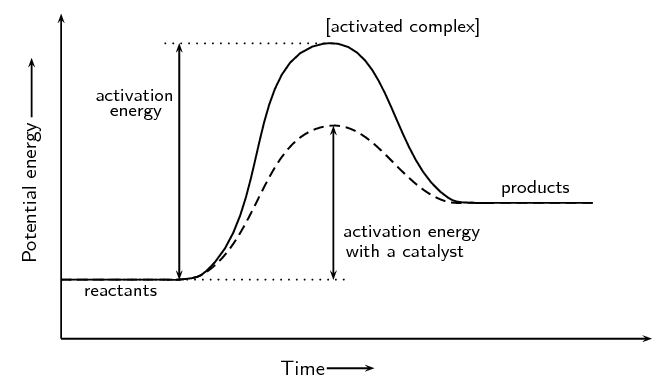 [activated complex]
activation
energy
Potential energy
products
activation energy
with a catalyst
reactants
Time